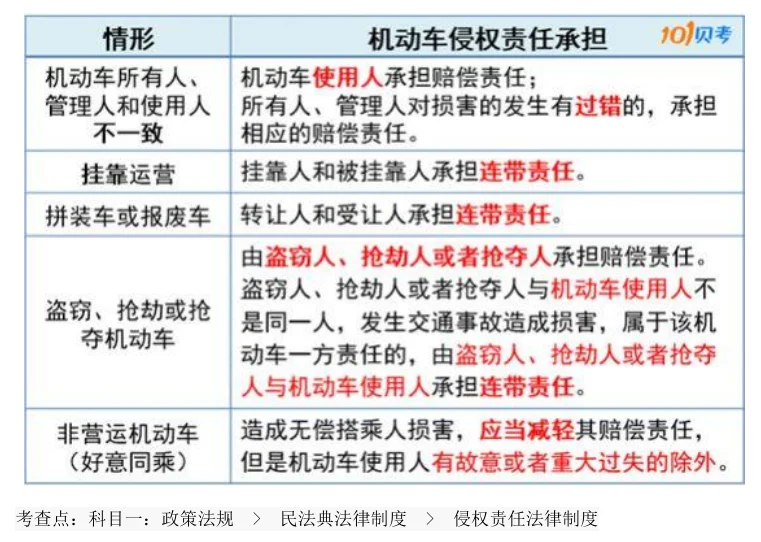 情形
机动车侵权责任承担
101贝考
机动车所有人、
管理人和使用人
不一致
机动车使用人承担赔偿责任；
所有人、管理人对损害的发生有过错的，承担
相应的赔偿责任。
挂靠运营
挂靠人和被挂靠人承担连带责任。
拼装车或报废车
转让人和受让人承担连带责任。
盗窃、抢劫或抢
夺机动车
由盗窃人、抢劫人或者抢夺人承担赔偿责任。
盗窃人、抢劫人或者抢夺人与机动车使用人不
是同一人，发生交通事故造成损害，属于该机
动车一方责任的，由盗窃人、抢劫人或者抢夺
人与机动车使用人承担连带责任。
非营运机动车
（好意同乘）
造成无偿搭乘人损害，应当减轻其赔偿责任，
但是机动车使用人有故意或者重大过失的除外。
考查点：科目一：政策法规 > 民法典法律制度 > 侵权责任法律制度